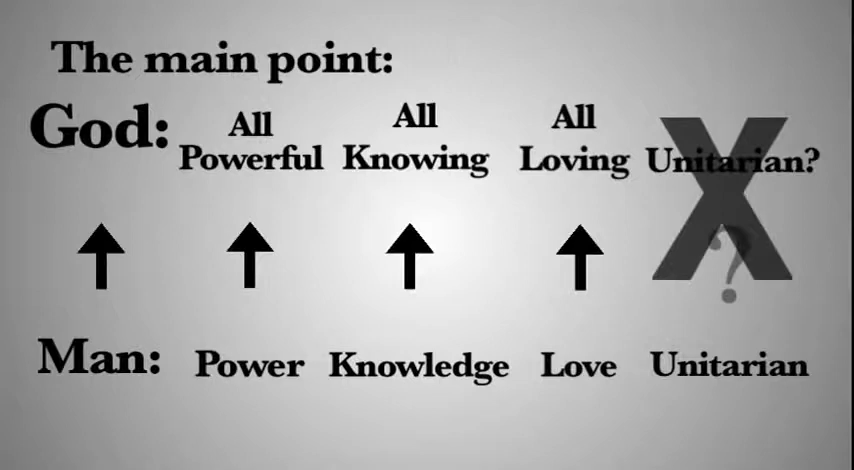 The main point:
God: All Powerful All Knowing All Loving Unitarian?
X
?
Man: Power Knowledge Love Unitarian